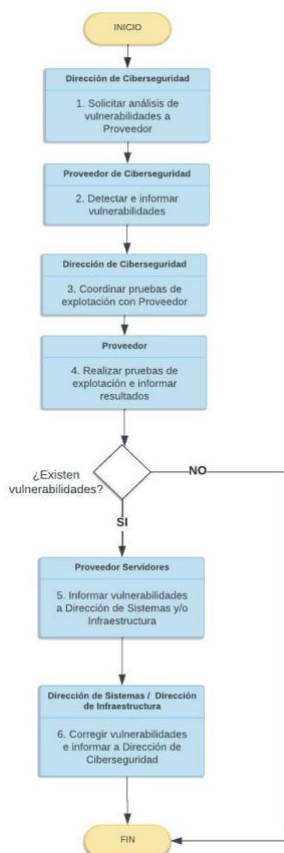 INICIO
Dirección de Ciberseguridad
1. Solicitar análisis de
vulnerabilidades a
Proveedor
Proveedor de Ciberseguridad
2. Detectar e informar
vulnerabilidades
Dirección de Ciberseguridad
3. Coordinar pruebas de
explotación con Proveedor
Proveedor
4. Realizar pruebas de
explotación e informar
resultados
¿Existen
vulnerabilidades?
NO
SI
Proveedor Servidores
5. Informar vulnerabilidades
a Dirección de Sistemas y/o
Infraestructura
Dirección de Sistemas / Dirección
de Infraestructura
6. Corregir vulnerabilidades
e informar a Dirección de
Ciberseguridad
FIN